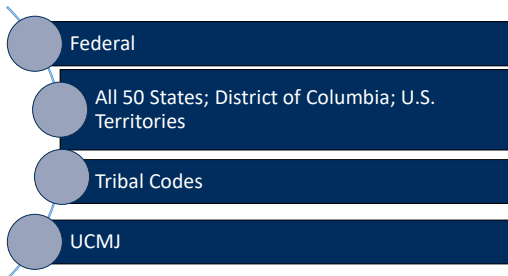 Federal
All 50 States; District of Columbia; U.S.
Territories
Tribal Codes
UCMJ